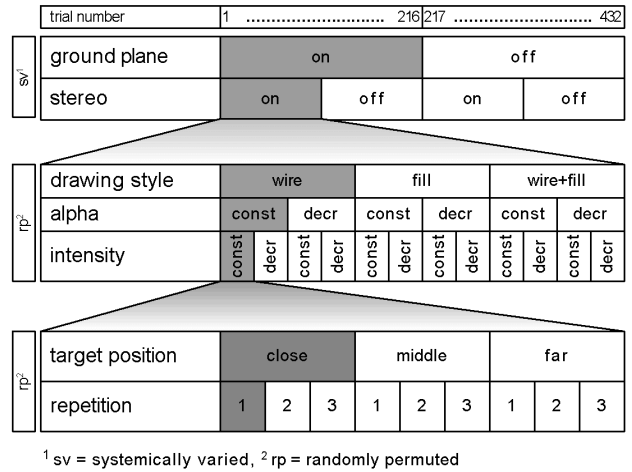 trial number 1 ........................ 216 217 ........................ 432
sv1 ground plane on off
stereo on off on off
rp2 drawing style wire fill wire+fill
alpha const decr const decr const decr
intensity const decr const decr const decr const decr const decr const decr
rp2 target position close middle far
repetition 1 2 3 1 2 3 1 2 3
1 sv = systemically varied, 2 rp = randomly permuted